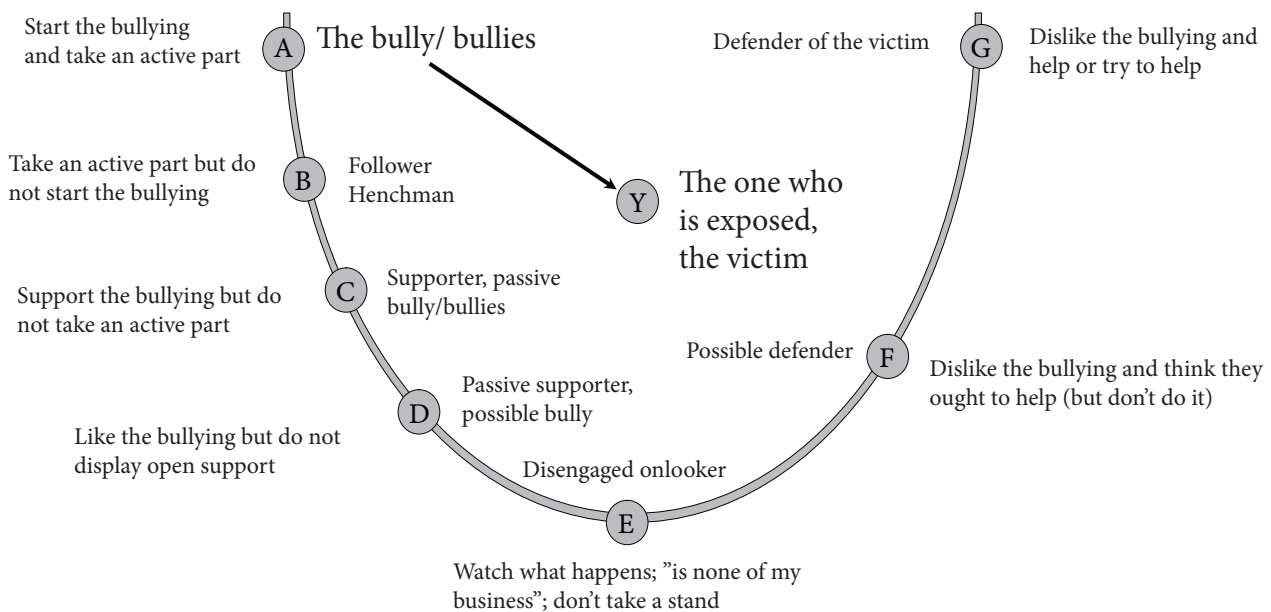 Start the bullying
and take an active part
A
The bully/ bullies
Defender of the victim
G
Dislike the bullying and
help or try to help
Take an active part but do
not start the bullying
B
Follower
Henchman
Y
The one who
is exposed,
the victim
Support the bullying but do
not take an active part
C
Supporter, passive
bully/bullies
Possible defender
F
Dislike the bullying and think they
ought to help (but don't do it)
D
Passive supporter,
possible bully
Like the bullying but do not
display open support
Disengaged onlooker
E
Watch what happens; ”is none of my
business”; don't take a stand